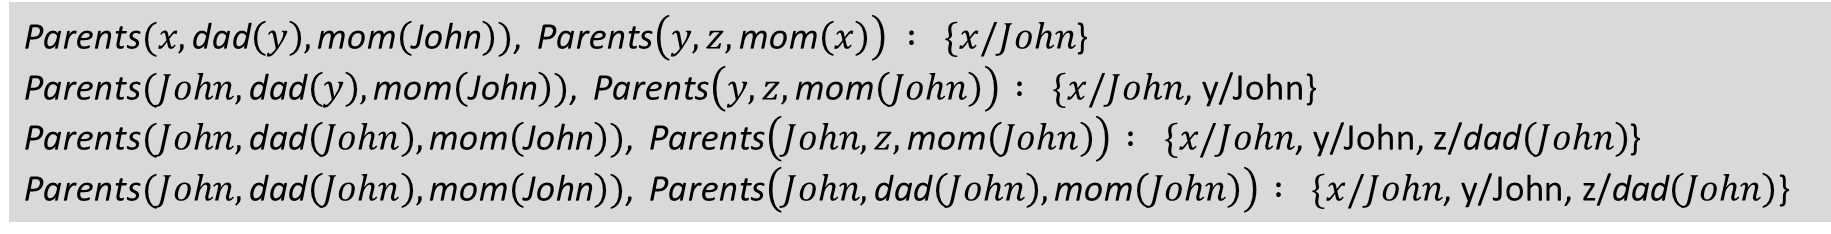 Parents(x, dad(y), mom(John)), Parents(y, z, mom(x)) : {x/John}
Parents(John, dad(y), mom(John)), Parents(y, z, mom(John)) : {x/John, y/John}
Parents(John, dad(John), mom(John)), Parents(John, z, mom(John)) : {x/John, y/John, z/dad(John)}
Parents(John, dad(John), mom(John)), Parents(John, dad(John), mom(John)) : {x/John, y/John, z/dad(John)}